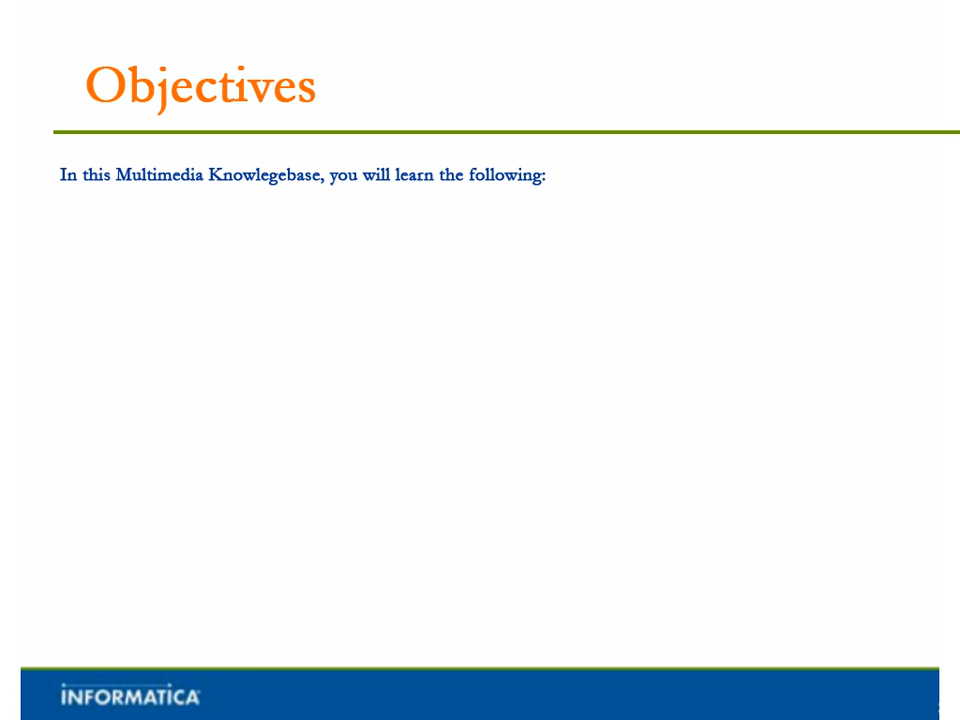 Objectives
In this Multimedia Knowlegebase, you will learn the following:
INFORMATICA